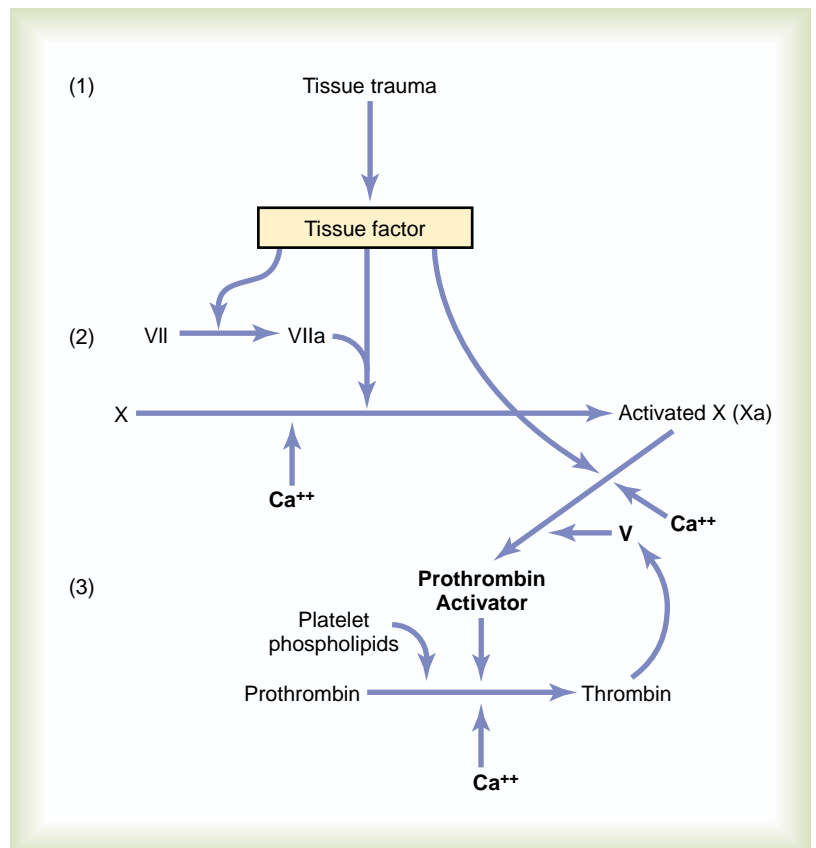 (1)
Tissue trauma
Tissue factor
(2)
VII
VIIa
X
Activated X (Xa)
Ca++
Ca++
V
(3)
Prothrombin
Activator
Platelet
phospholipids
Prothrombin
Thrombin
Ca++